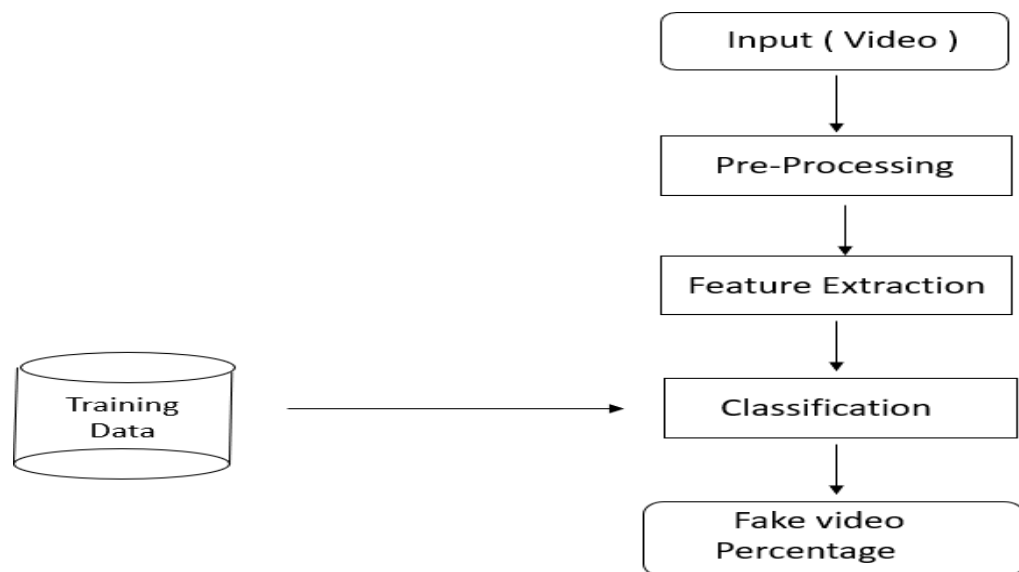 Input ( Video )
Pre-Processing
Feature Extraction
Training
Data
Classification
Fake video
Percentage